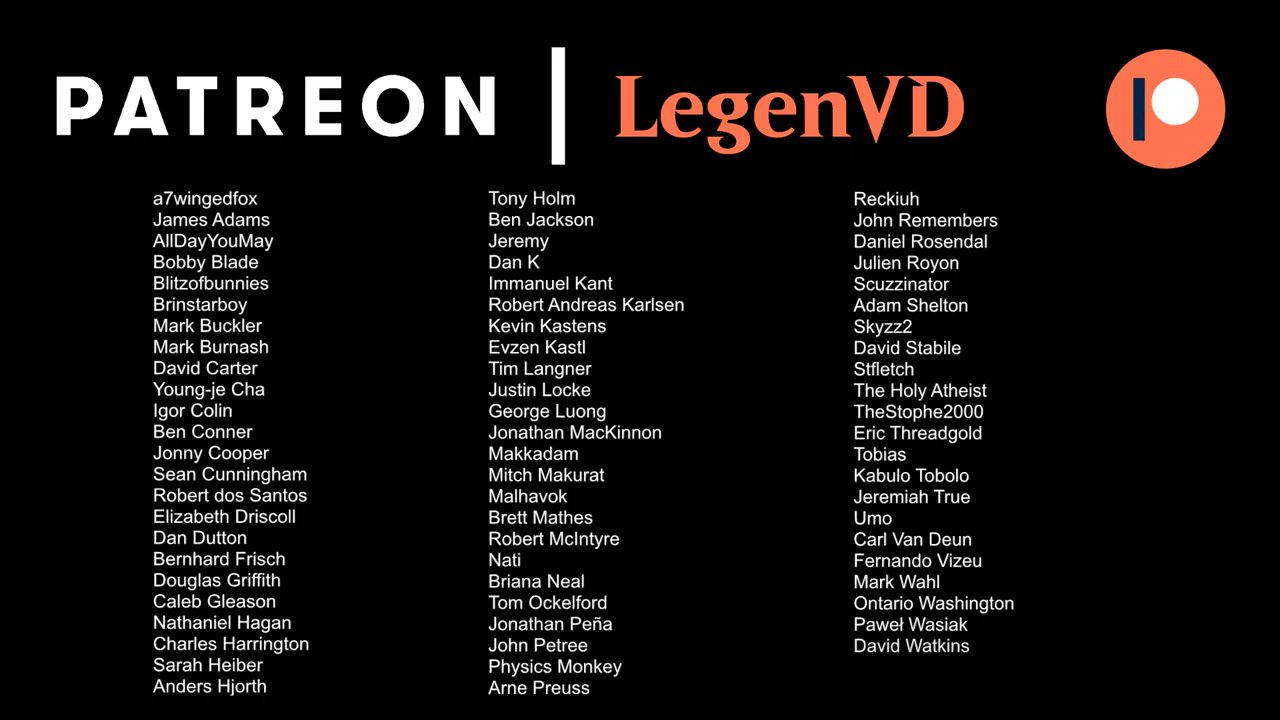 PATREON | LegenVD
a7wingedfox
James Adams
AllDayYouMay
Bobby Blade
Blitzofbunnies
Brinstarboy
Mark Buckler
Mark Burnash
David Carter
Young-je Cha
Igor Colin
Ben Conner
Jonny Cooper
Sean Cunningham
Robert dos Santos
Elizabeth Driscoll
Dan Dutton
Bernhard Frisch
Douglas Griffith
Caleb Gleason
Nathaniel Hagan
Charles Harrington
Sarah Heiber
Anders Hjorth
Tony Holm
Ben Jackson
Jeremy
Dan K
Immanuel Kant
Robert Andreas Karlsen
Kevin Kastens
Evzen Kastl
Tim Langner
Justin Locke
George Luong
Jonathan MacKinnon
Makkadam
Mitch Makurat
Malhavok
Brett Mathes
Robert McIntyre
Nati
Briana Neal
Tom Ockelford
Jonathan Peña
John Petree
Physics Monkey
Arne Preuss
Reckiuh
John Remembers
Daniel Rosendal
Julien Royon
Scuzzinator
Adam Shelton
Skyzz2
David Stabile
Stfletch
The Holy Atheist
TheStophe2000
Eric Threadgold
Tobias
Kabulo Tobolo
Jeremiah True
Umo
Carl Van Deun
Fernando Vizeu
Mark Wahl
Ontario Washington
Paweł Wasiak
David Watkins